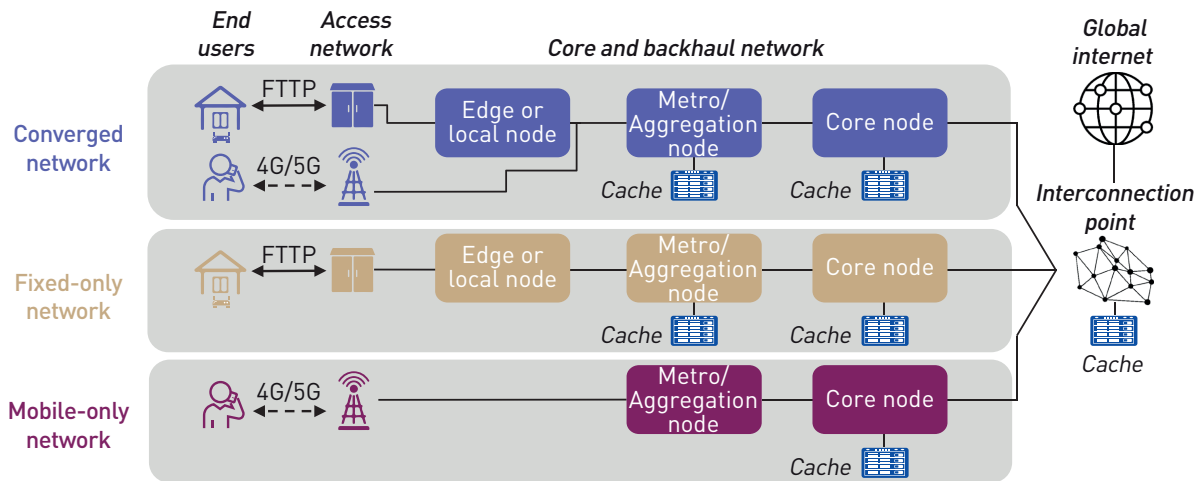 End
users
Access
network
Core and backhaul network
Global
internet
Converged
network
FTTP
4G/5G
Edge or
local node
Metro/
Aggregation
node
Core node
Cache
Cache
Interconnection
point
Cache
Fixed-only
network
FTTP
Edge or
local node
Metro/
Aggregation
node
Core node
Cache
Cache
Mobile-only
network
4G/5G
Metro/
Aggregation
node
Core node
Cache